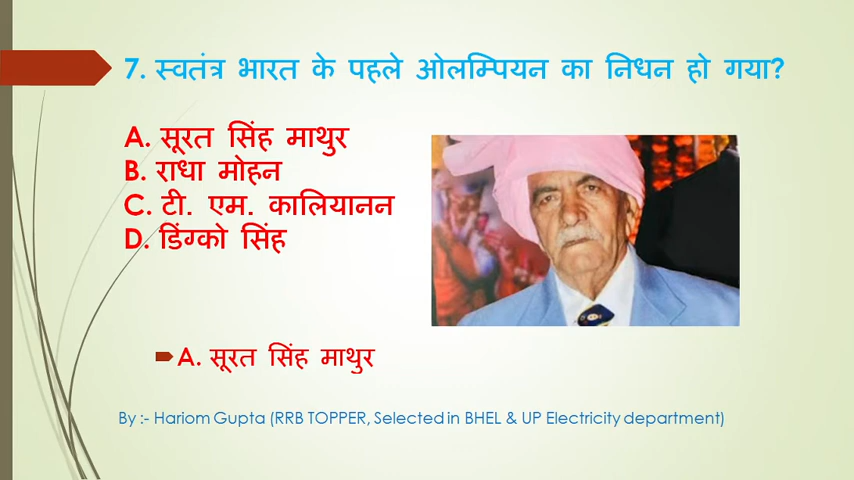 7. स्वतंत्र भारत के पहले ओलम्पियन का निधन हो गया?
A. सूरत सिंह माथुर
B. राधा मोहन
C. टी. एम. कालियानन
D. डिंग्को सिंह
A. सूरत सिंह माथुर
By :- Hariom Gupta (RRB TOPPER, Selected in BHEL & UP Electricity department)